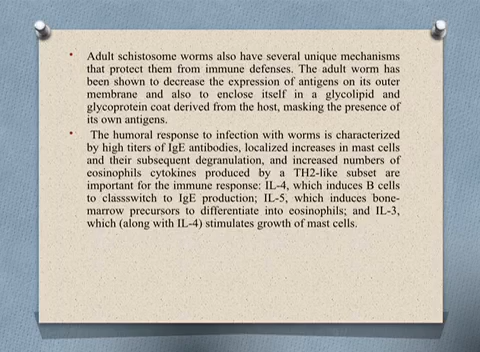 • Adult schistosome worms also have several unique mechanisms
that protect them from immune defenses. The adult worm has
been shown to decrease the expression of antigens on its outer
membrane and also to enclose itself in a glycolipid and
glycoprotein coat derived from the host, masking the presence of
its own antigens.
• The humoral response to infection with worms is characterized
by high titers of IgE antibodies, localized increases in mast cells
and their subsequent degranulation, and increased numbers of
eosinophils cytokines produced by a TH2-like subset are
important for the immune response: IL-4, which induces B cells
to classswitch to IgE production; IL-5, which induces bone-
marrow precursors to differentiate into eosinophils; and IL-3,
which (along with IL-4) stimulates growth of mast cells.